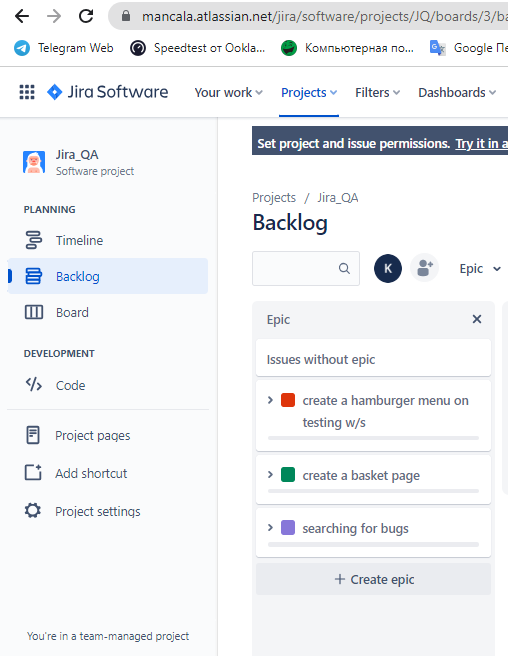 mancala.atlassian.net/jira/software/projects/JQ/boards/3/ba
Telegram Web Speedtest от Ookla... Компьютерная по... Google Пе
Jira Software Your work Projects Filters Dashboards
Jira_QA
Software project
Set project and issue permissions. Try it in a
Projects / Jira_QA
Backlog
K Epic
PLANNING
Timeline
Backlog
Board
DEVELOPMENT
Code
Project pages
Add shortcut
Project settings
Epic
Issues without epic
create a hamburger menu on
testing w/s
create a basket page
searching for bugs
+ Create epic
You're in a team-managed project